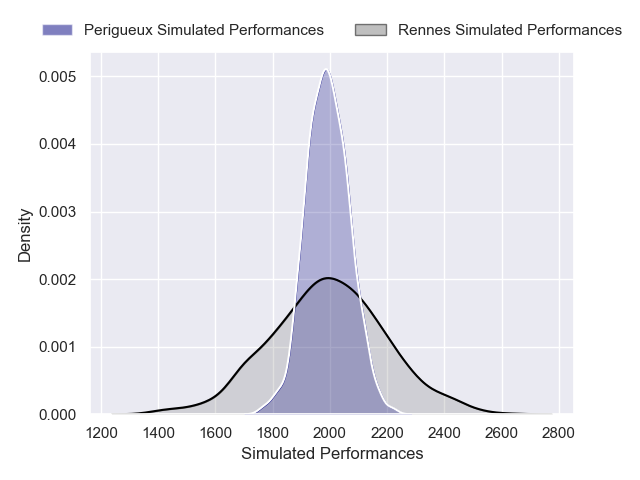 Perigueux Simulated Performances
Rennes Simulated Performances
0.005
0.004
0.003
0.002
0.001
0.000
Density
1200 1400 1600 1800 2000 2200 2400 2600 2800
Simulated Performances